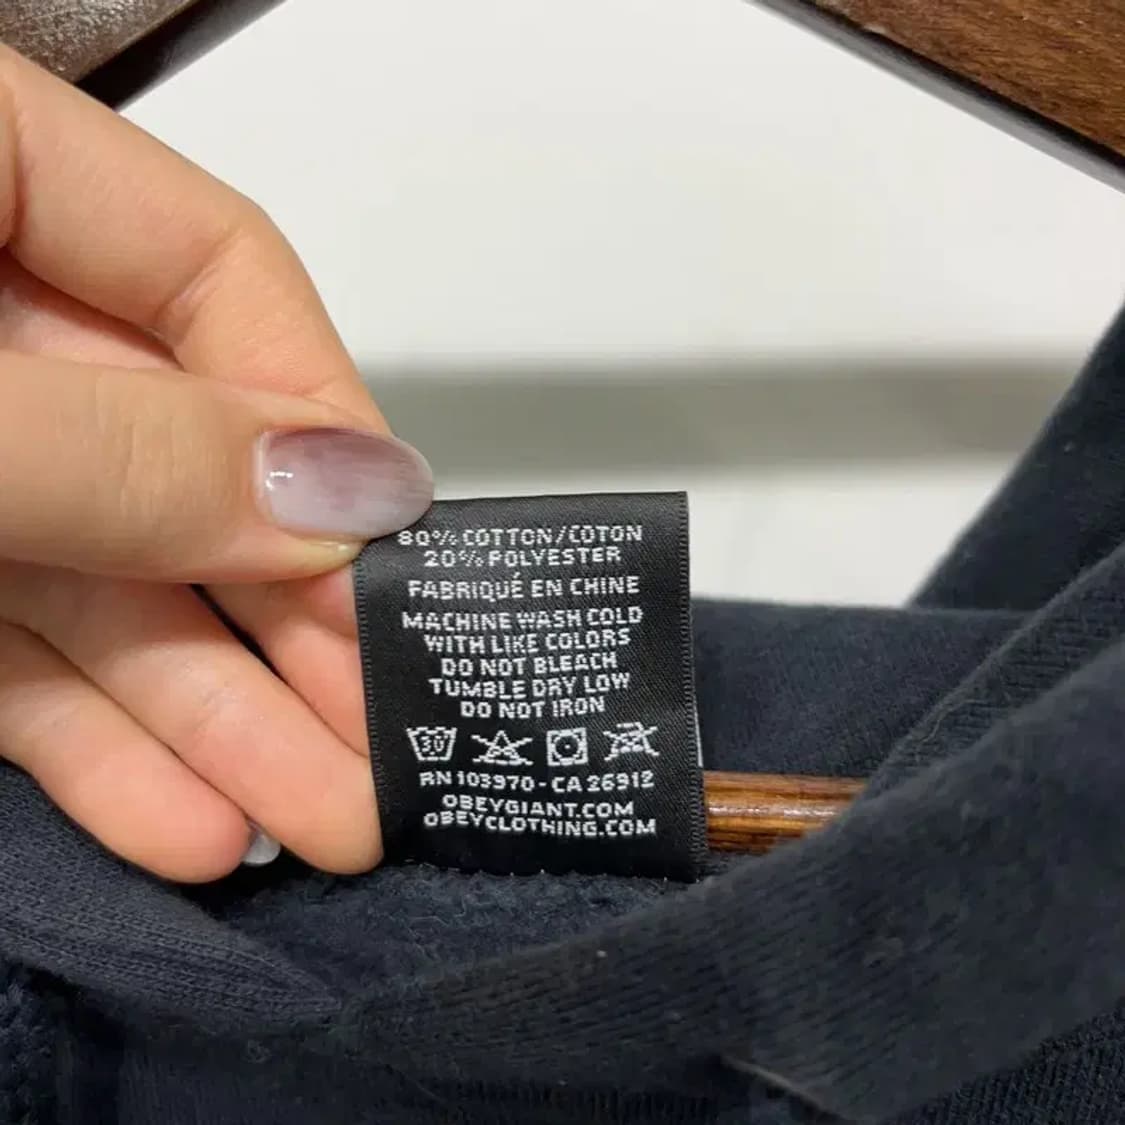 80% COTTON/COTON
20% POLYESTER
FABRIQUÉ EN CHINE
MACHINE WASH COLD
WITH LIKE COLORS
DO NOT BLEACH
TUMBLE DRY LOW
DO NOT IRON
30
RN 103970 - CA 26912
OBEYGIANT.COM
OBEYCLOTHING.COM